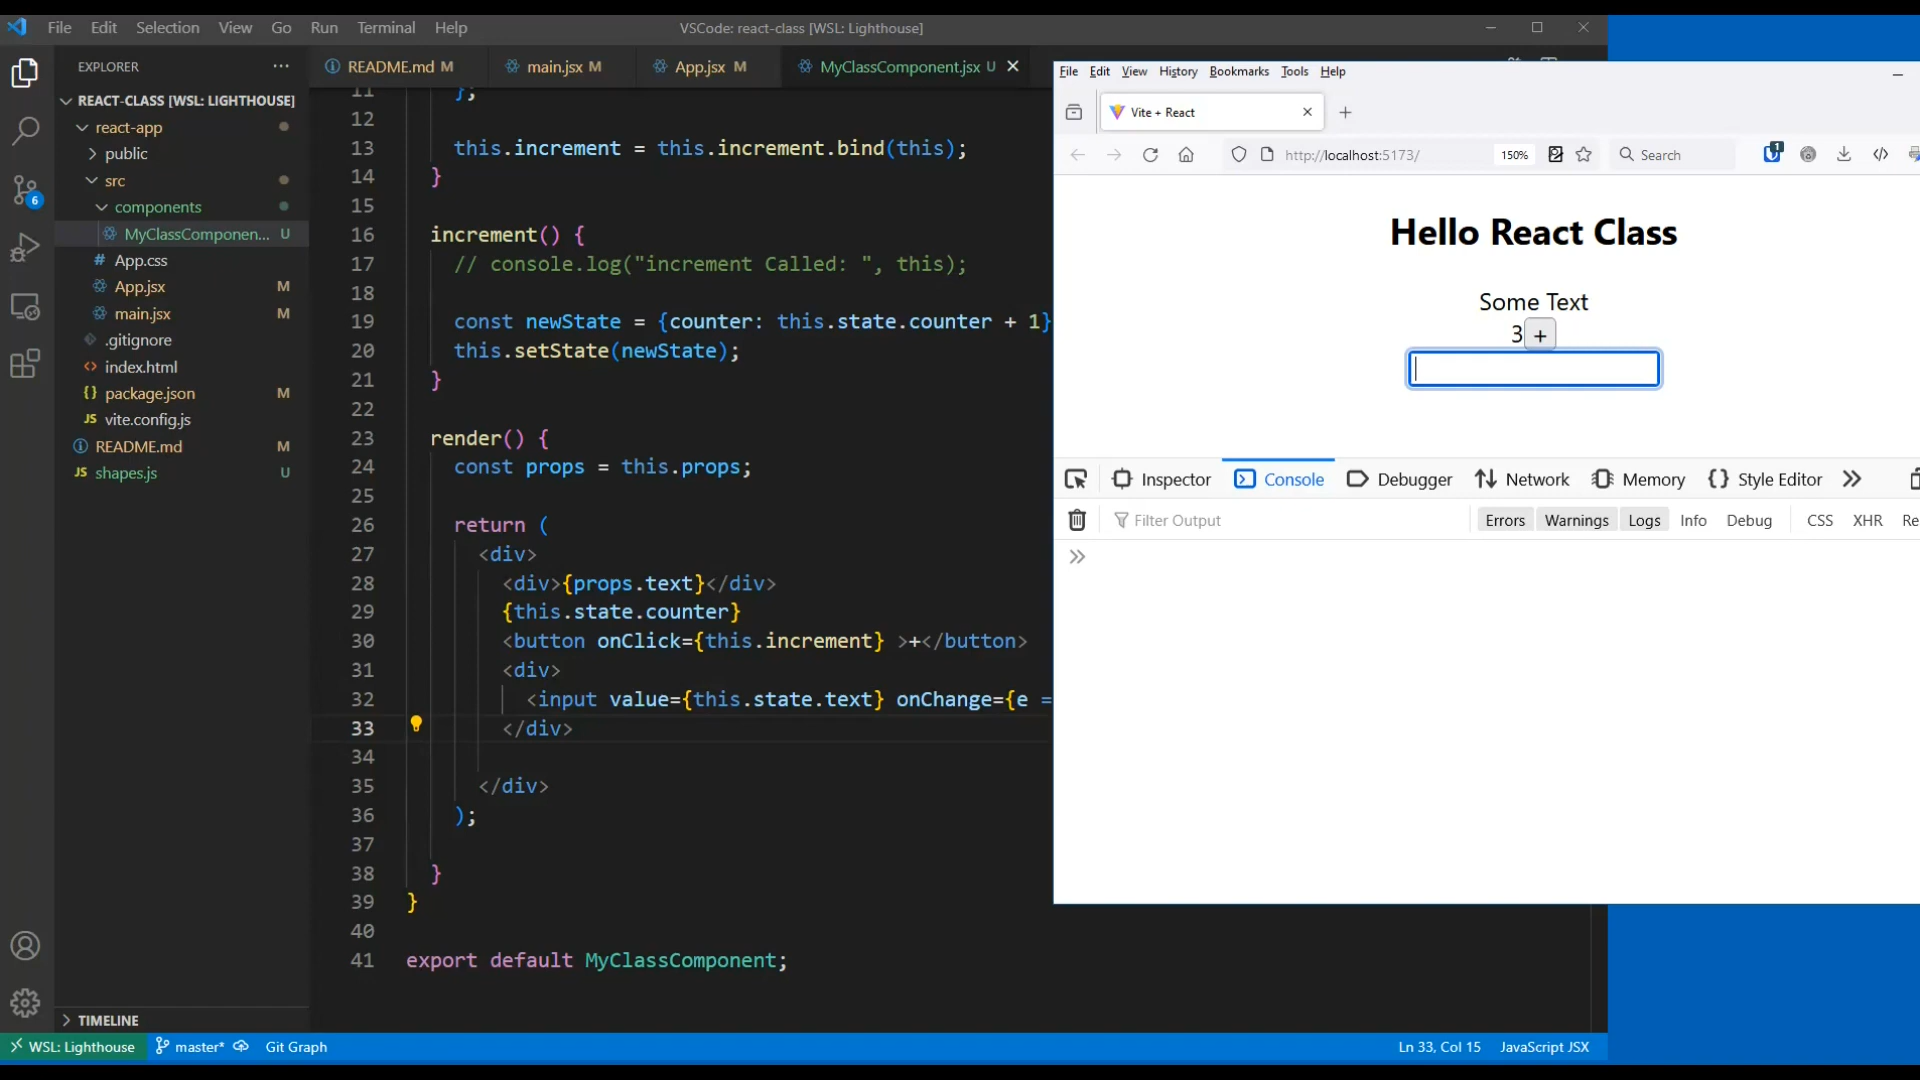 File Edit Selection View Go Run Terminal Help
VSCode: react-class [WSL: Lighthouse]
EXPLORER
REACT-CLASS [WSL: LIGHTHOUSE]
react-app
public
src
components
MyClassComponen... U
App.css
App.jsx M
main.jsx M
.gitignore
index.html
package.json M
vite.config.js
README.md M
shapes.js U
TIMELINE
6
README.md M
main.jsx M
App.jsx M
MyClassComponent.jsx U
11 };
12
13 this.increment = this.increment.bind(this);
14 }
15
16 increment() {
17 // console.log("increment Called: ", this);
18
19 const newState = {counter: this.state.counter + 1}
20 this.setState(newState);
21 }
22
23 render() {
24 const props = this.props;
25
26 return (
27 <div>
28 <div>{props.text}</div>
29 {this.state.counter}
30 <button onClick={this.increment} >+</button>
31 <div>
32 <input value={this.state.text} onChange={e =
33 </div>
34
35 </div>
36 );
37
38 }
39 }
40
41 export default MyClassComponent;
File Edit View History Bookmarks Tools Help
Vite + React
http://localhost:5173/ 150% Search 1
Hello React Class
Some Text
3 +
Inspector Console Debugger Network Memory Style Editor
Filter Output Errors Warnings Logs Info Debug CSS XHR Re
WSL: Lighthouse master* Git Graph Ln 33, Col 15 JavaScript JSX